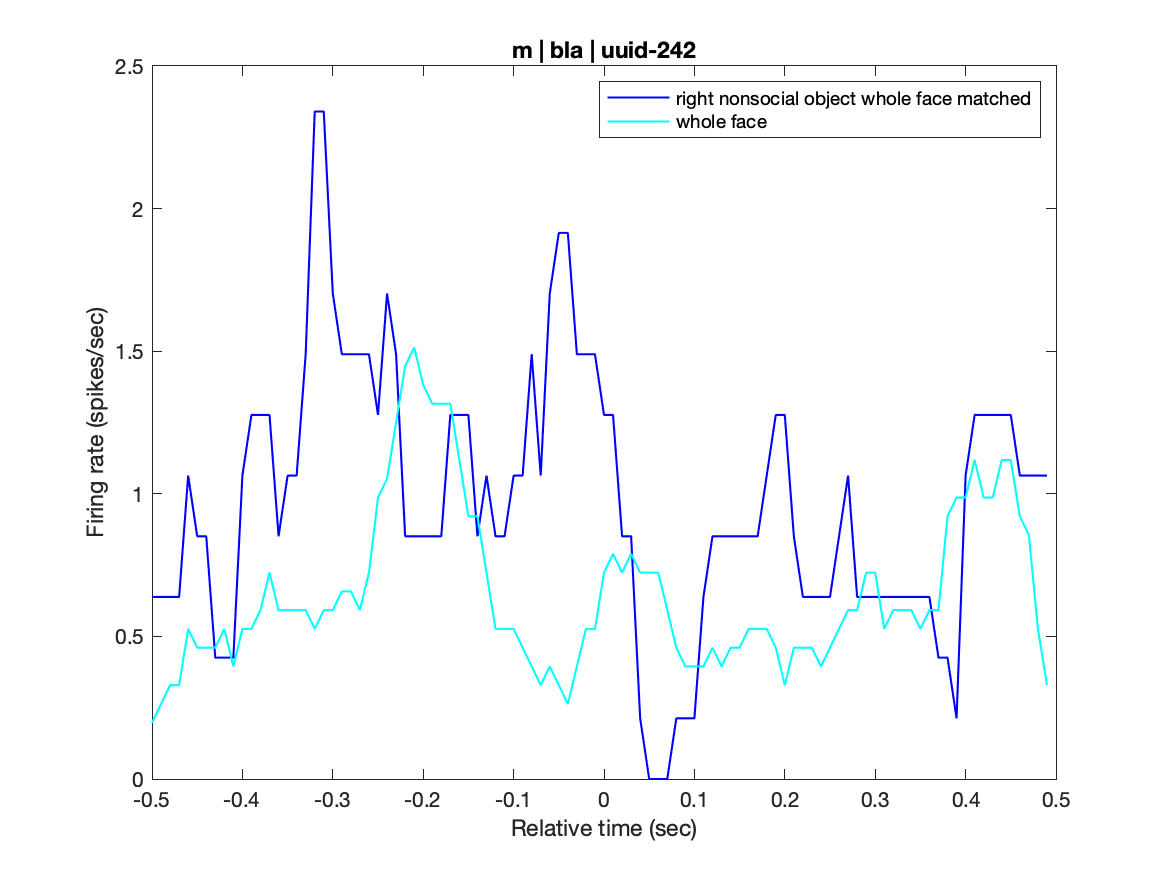 m | bla | uuid-242
right nonsocial object whole face matched
whole face
Firing rate (spikes/sec)
2.5
2
1.5
1
0.5
0
-0.5 -0.4 -0.3 -0.2 -0.1 0 0.1 0.2 0.3 0.4 0.5
Relative time (sec)